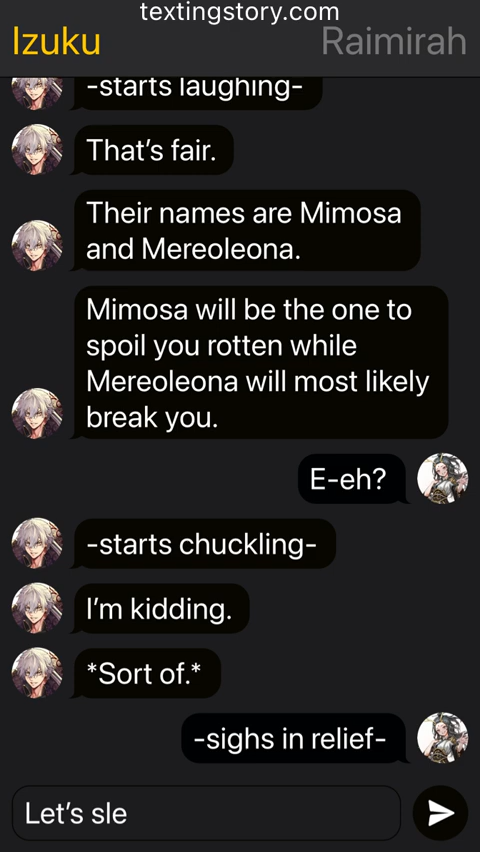 textingstory.com
Izuku
Raimirah
-starts laughing-
That’s fair.
Their names are Mimosa
and Mereoleona.
Mimosa will be the one to
spoil you rotten while
Mereoleona will most likely
break you.
E-eh?
-starts chuckling-
I’m kidding.
*Sort of.*
-sighs in relief-
Let’s sle